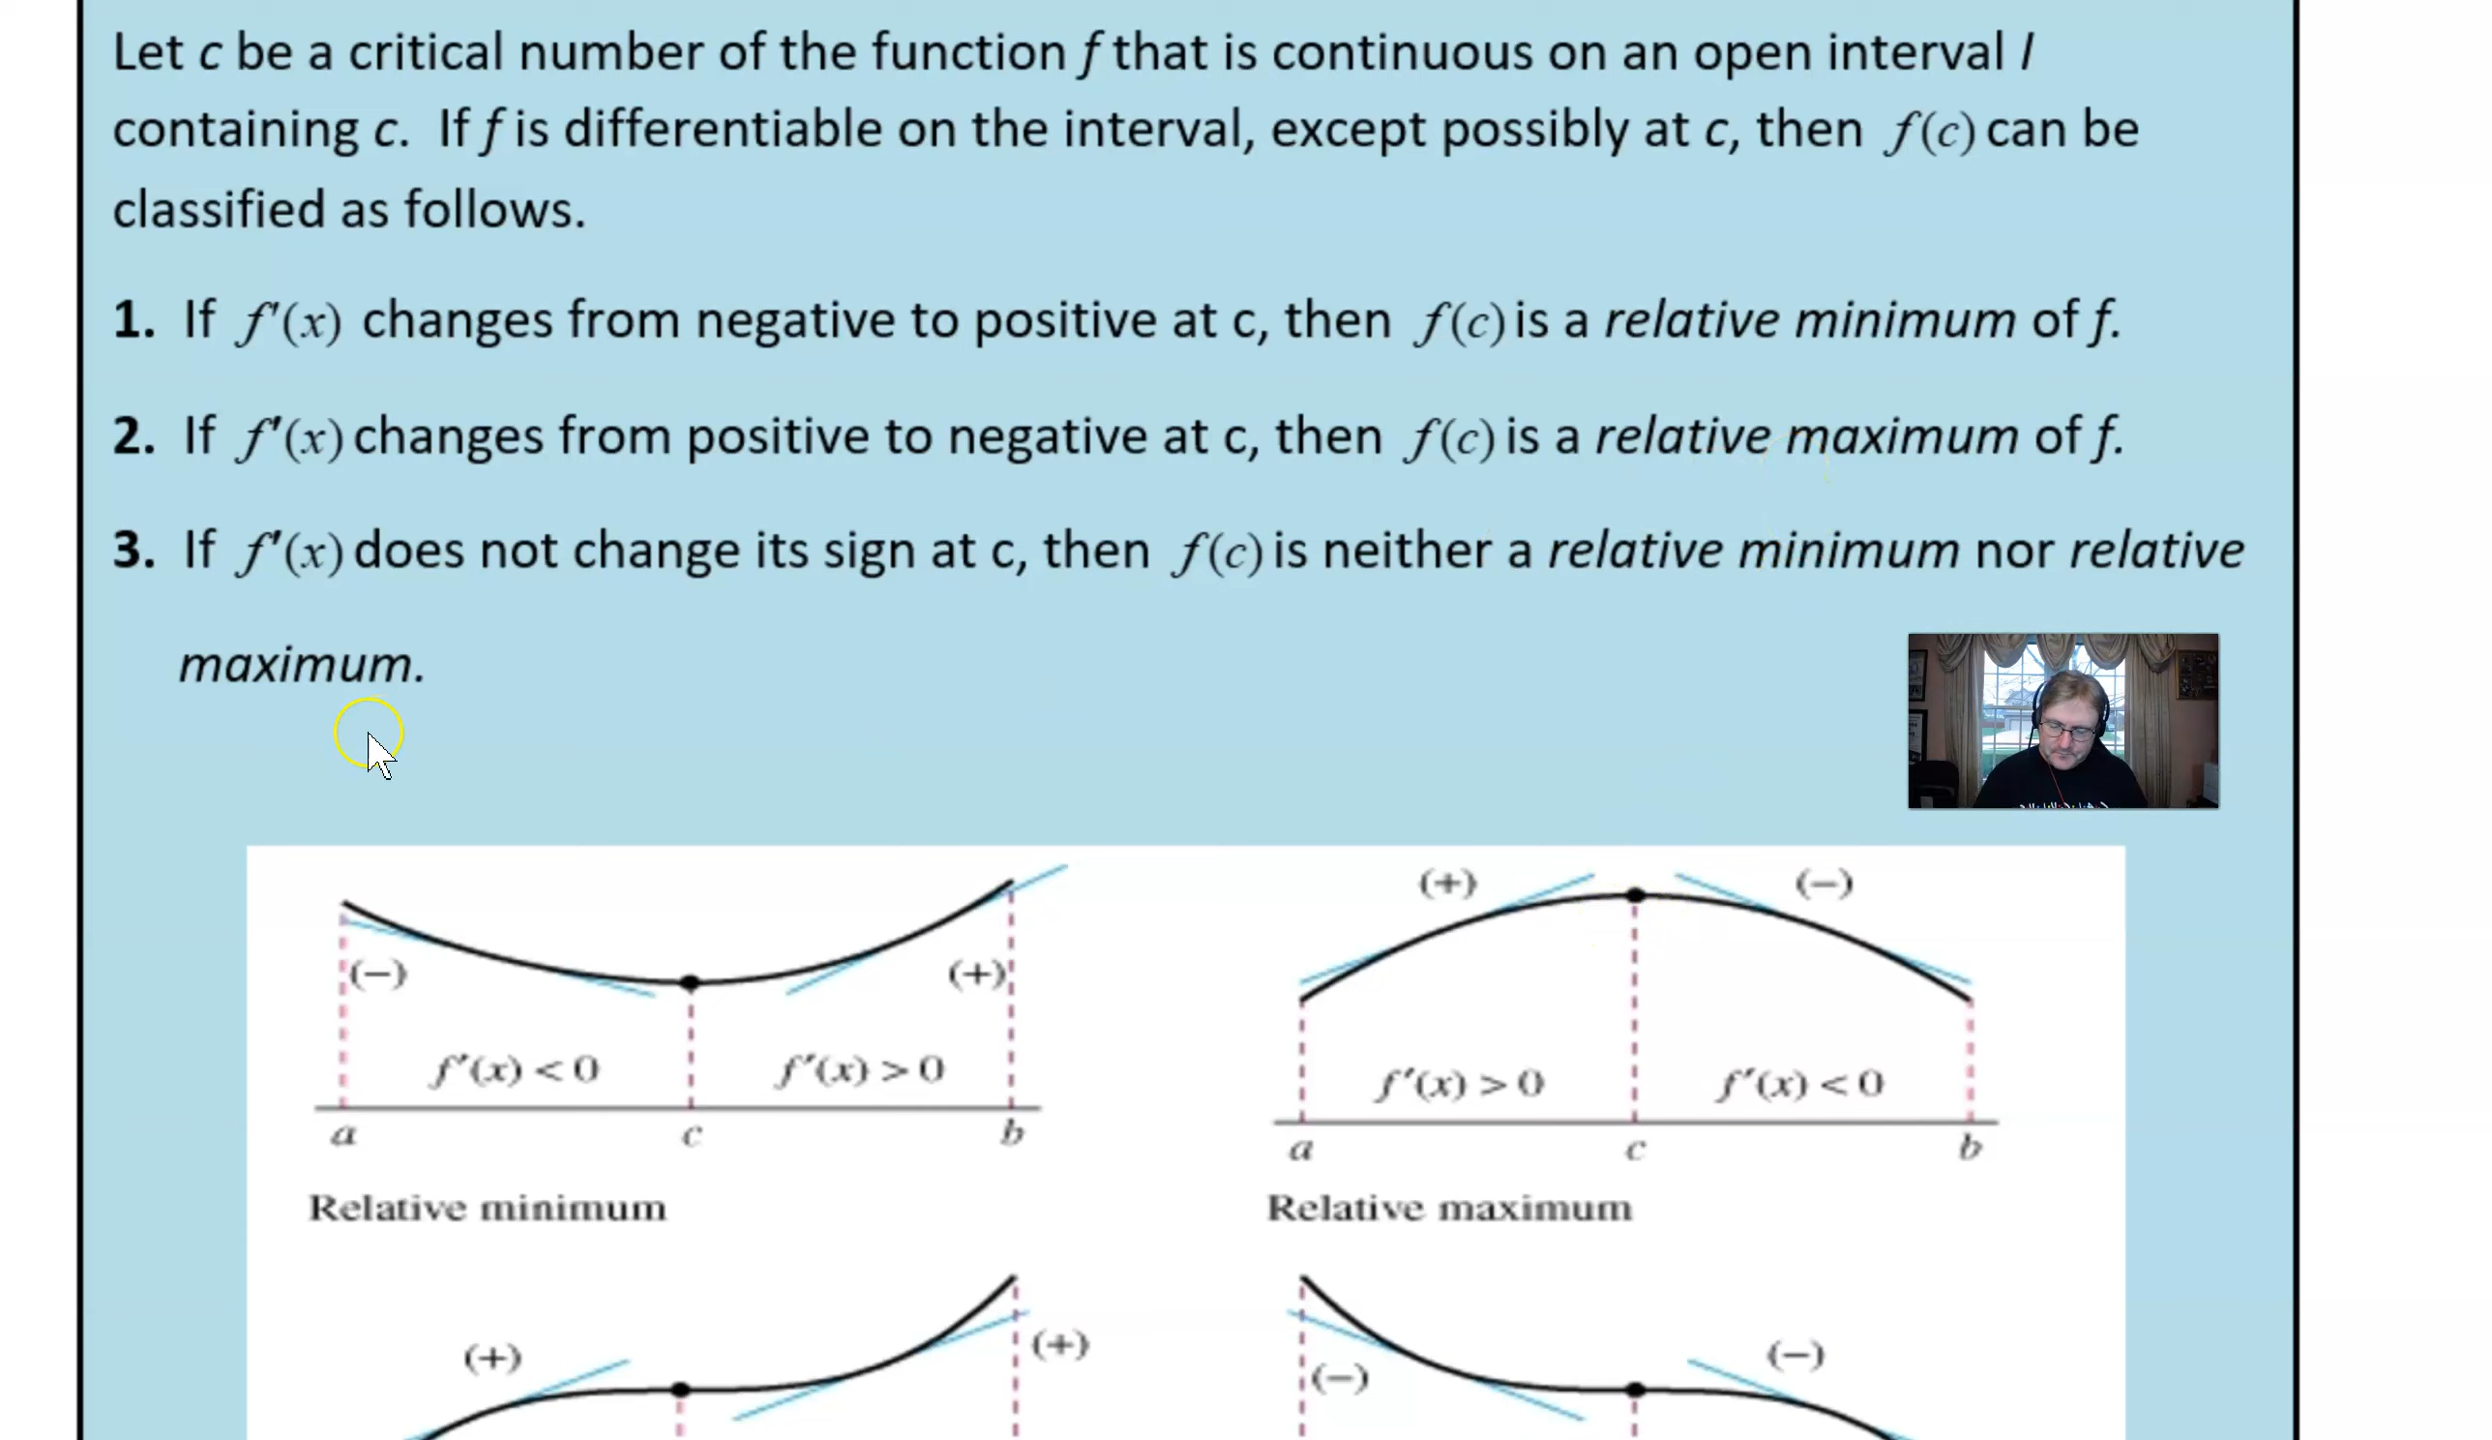 Let c be a critical number of the function f that is continuous on an open interval I
containing c. If f is differentiable on the interval, except possibly at c, then f(c) can be
classified as follows.
1. If f′(x) changes from negative to positive at c, then f(c) is a relative minimum of f.
2. If f′(x) changes from positive to negative at c, then f(c) is a relative maximum of f.
3. If f′(x) does not change its sign at c, then f(c) is neither a relative minimum nor relative
maximum.
(−) (+)
f′(x) < 0 f′(x) > 0
a c b
Relative minimum
(+) (−)
f′(x) > 0 f′(x) < 0
a c b
Relative maximum
(+) (+)
(−) (−)